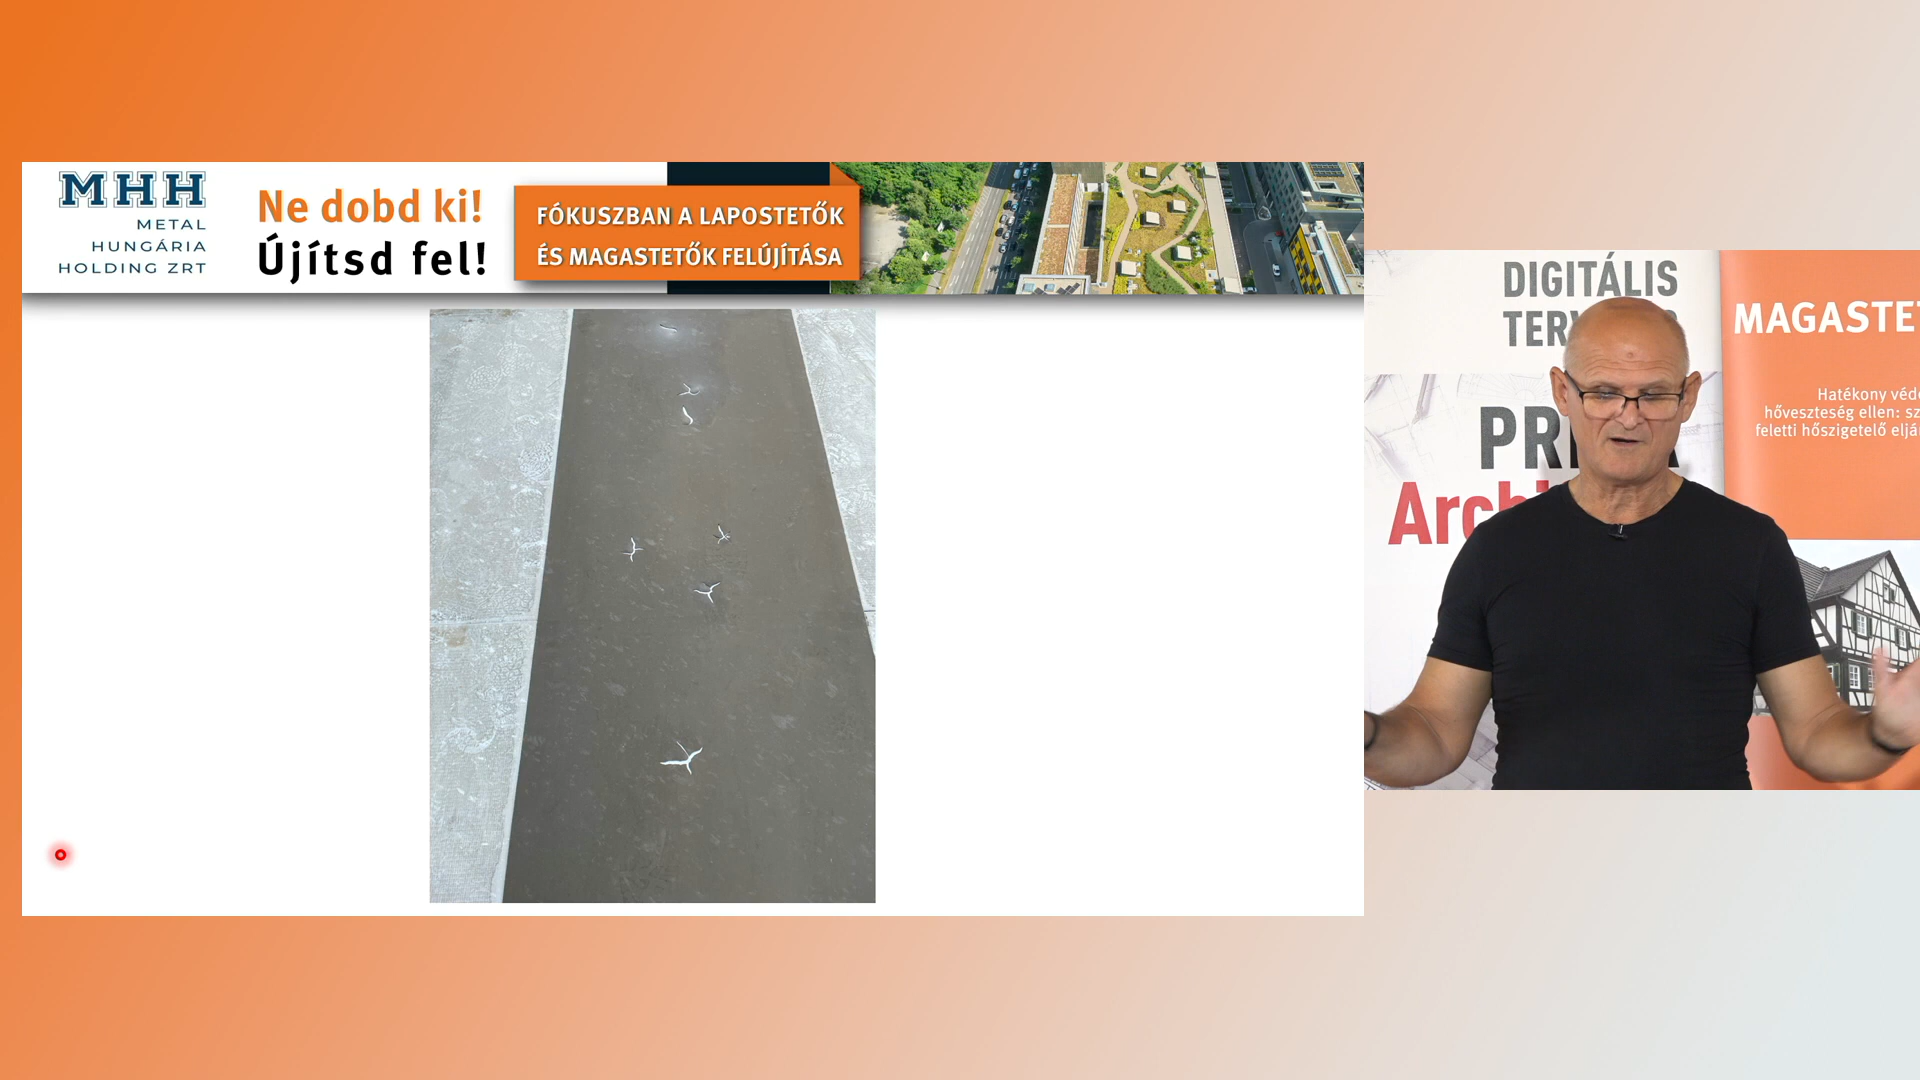 MHH
METAL
HUNGÁRIA
HOLDING ZRT
Ne dobd ki!
Újítsd fel!
FÓKUSZBAN A LAPOSTETŐK
ÉS MAGASTETŐK FELÚJÍTÁSA
DIGITÁLIS
MAGASTE
Hatékony véd
hőveszteség ellen: sz
feletti hőszigetelő eljá